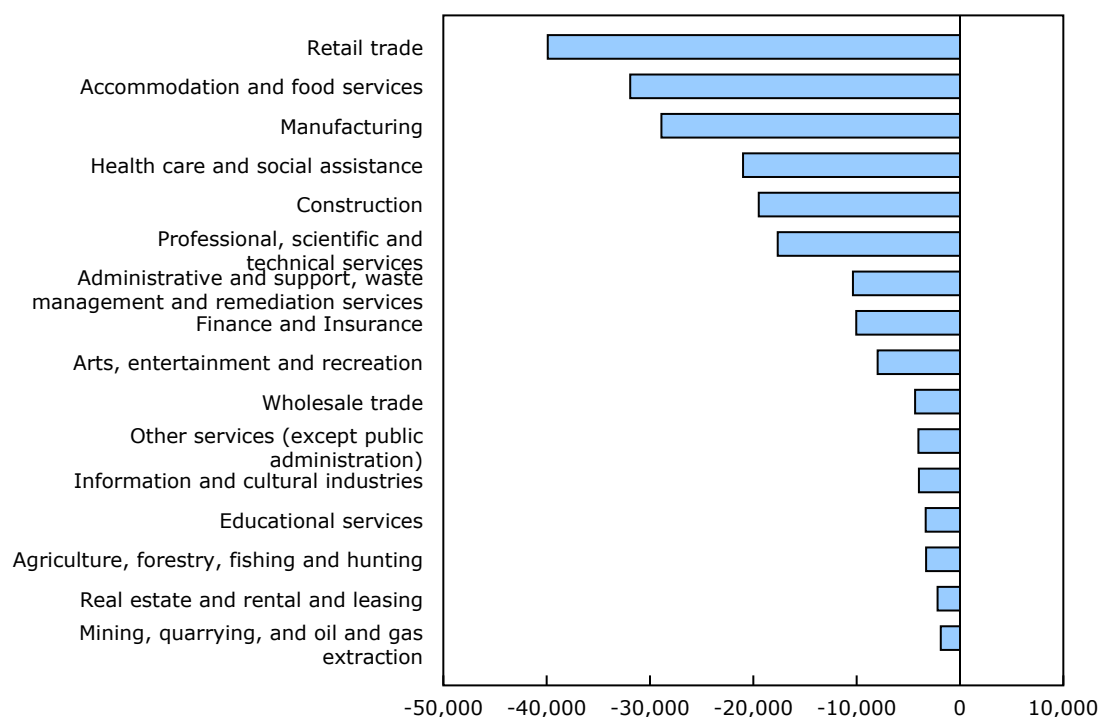 Retail trade
Accommodation and food services
Manufacturing
Health care and social assistance
Construction
Professional, scientific and
technical services
Administrative and support, waste
management and remediation services
Finance and Insurance
Arts, entertainment and recreation
Wholesale trade
Other services (except public
administration)
Information and cultural industries
Educational services
Agriculture, forestry, fishing and hunting
Real estate and rental and leasing
Mining, quarrying, and oil and gas
extraction
-50,000 -40,000 -30,000 -20,000 -10,000 0 10,000